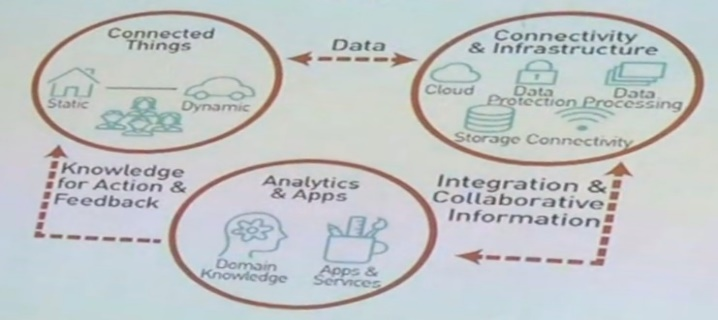 Connected
Things
Static
Dynamic
Data
Connectivity
& Infrastructure
Cloud
Data
Protection
Data
Processing
Storage
Connectivity
Knowledge
for Action &
Feedback
Analytics
& Apps
Domain
Knowledge
Apps &
Services
Integration &
Collaborative
Information